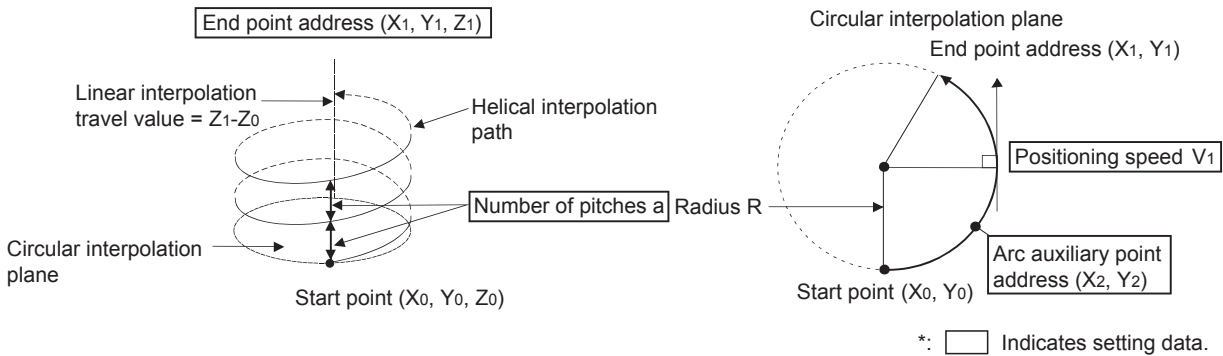 End point address (X1, Y1, Z1)
Linear interpolation
travel value = Z1-Z0
Helical interpolation
path
Number of pitches a
Circular interpolation
plane
Start point (X0, Y0, Z0)
Circular interpolation plane
End point address (X1, Y1)
Positioning speed V1
Radius R
Arc auxiliary point
address (X2, Y2)
Start point (X0, Y0)
*: Indicates setting data.